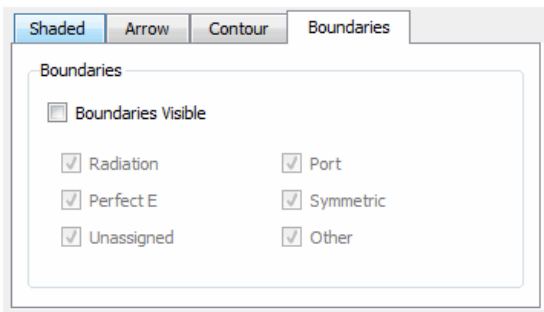 Shaded Arrow Contour Boundaries
Boundaries
Boundaries Visible
Radiation Port
Perfect E Symmetric
Unassigned Other